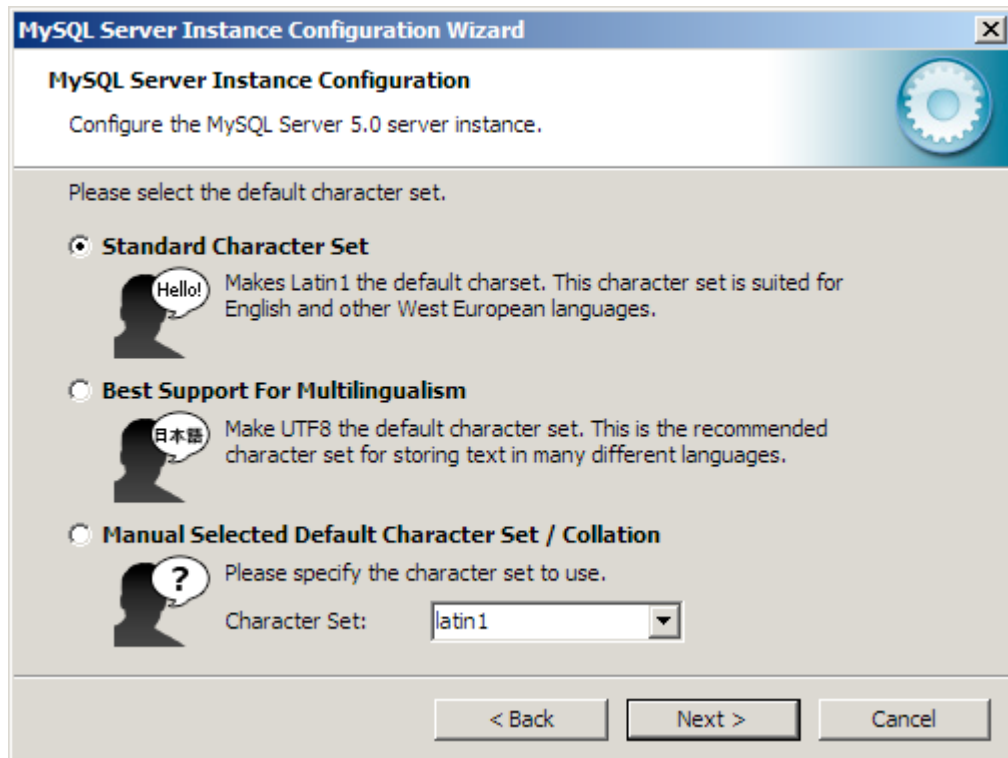 MySQL Server Instance Configuration Wizard
MySQL Server Instance Configuration
Configure the MySQL Server 5.0 server instance.
Please select the default character set.
Standard Character Set
Hello!
Makes Latin1 the default charset. This character set is suited for
English and other West European languages.
Best Support For Multilingualism
日本語
Make UTF8 the default character set. This is the recommended
character set for storing text in many different languages.
Manual Selected Default Character Set / Collation
?
Please specify the character set to use.
Character Set: latin1
< Back Next > Cancel